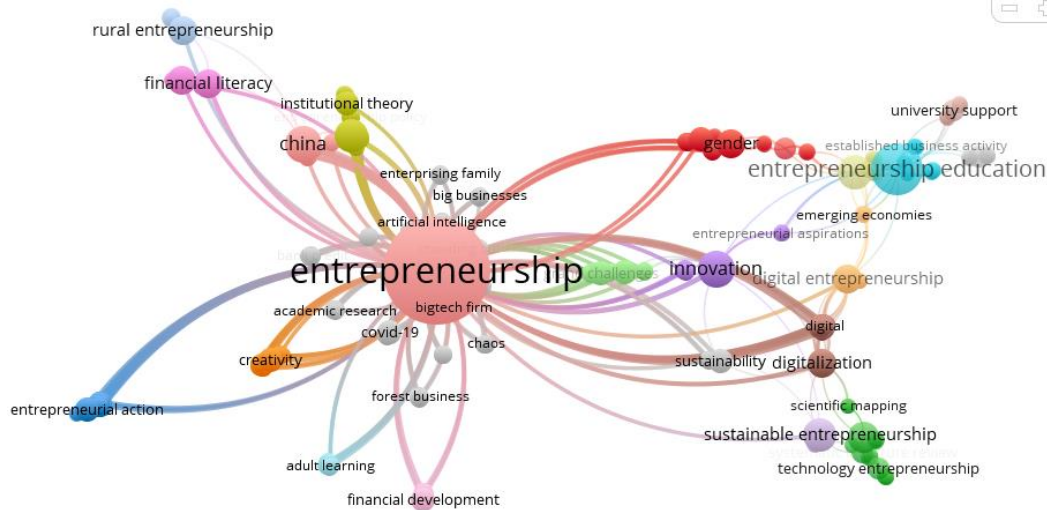 rural entrepreneurship
financial literacy
institutional theory
university support
china
gender
established business activity
entrepreneurship education
enterprising family
big businesses
emerging economies
artificial intelligence
entrepreneurial aspirations
entrepreneurship
challenges
innovation
digital entrepreneurship
academic research
bigtech firm
covid-19
chaos
digital
creativity
sustainability
digitalization
forest business
entrepreneurial action
scientific mapping
sustainable entrepreneurship
adult learning
technology entrepreneurship
financial development